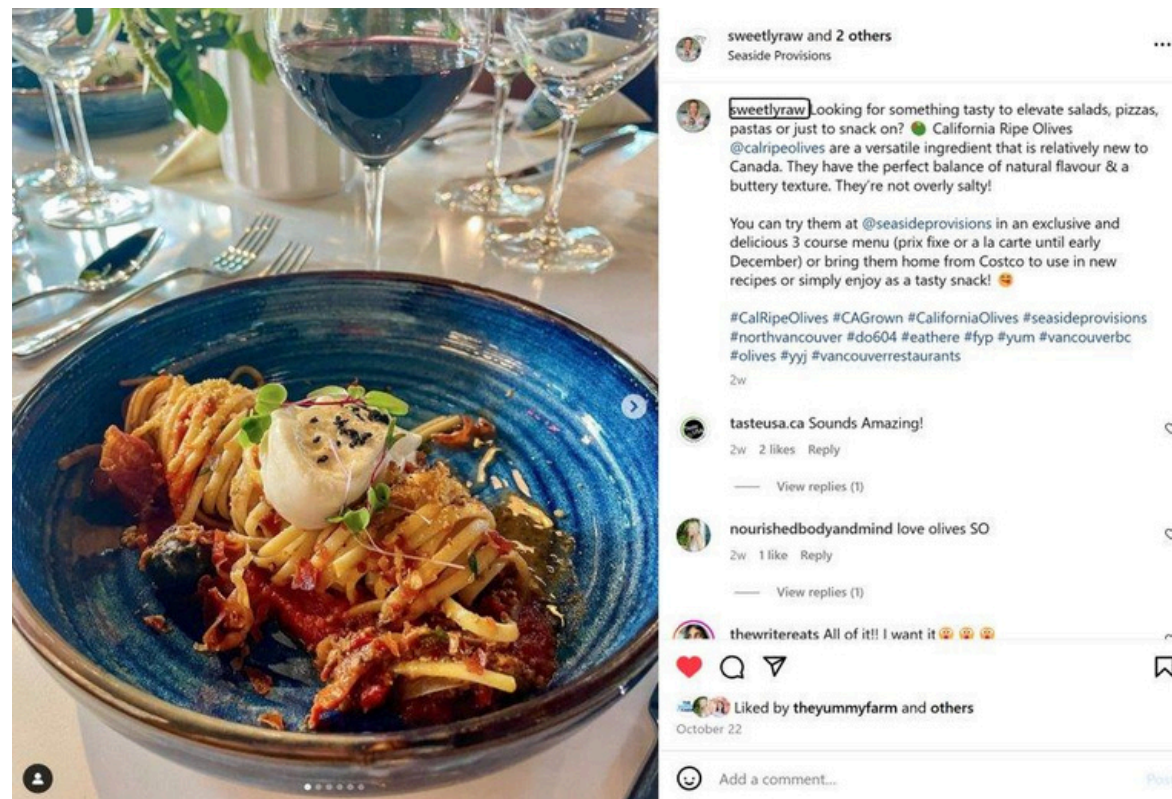 sweetlyraw and 2 others
Seaside Provisions
sweetlyraw Looking for something tasty to elevate salads, pizzas,
pastas or just to snack on? California Ripe Olives
@calripeolives are a versatile ingredient that is relatively new to
Canada. They have the perfect balance of natural flavour & a
buttery texture. They're not overly salty!
You can try them at @seasideprovisions in an exclusive and
delicious 3 course menu (prix fixe or a la carte until early
December) or bring them home from Costco to use in new
recipes or simply enjoy as a tasty snack! 🥰
#CalRipeOlives #CAGrown #CaliforniaOlives #seasideprovisions
#northvancouver #do604 #eathere #fyp #yum #vancouverbc
#olives #yyj #vancouverrestaurants
2w
tasteusa.ca Sounds Amazing!
2w 2 likes Reply
View replies (1)
nourishedbodyandmind love olives SO
2w 1 like Reply
View replies (1)
thewritereats All of it!! I want it
Liked by theyummyfarm and others
October 22
Add a comment...